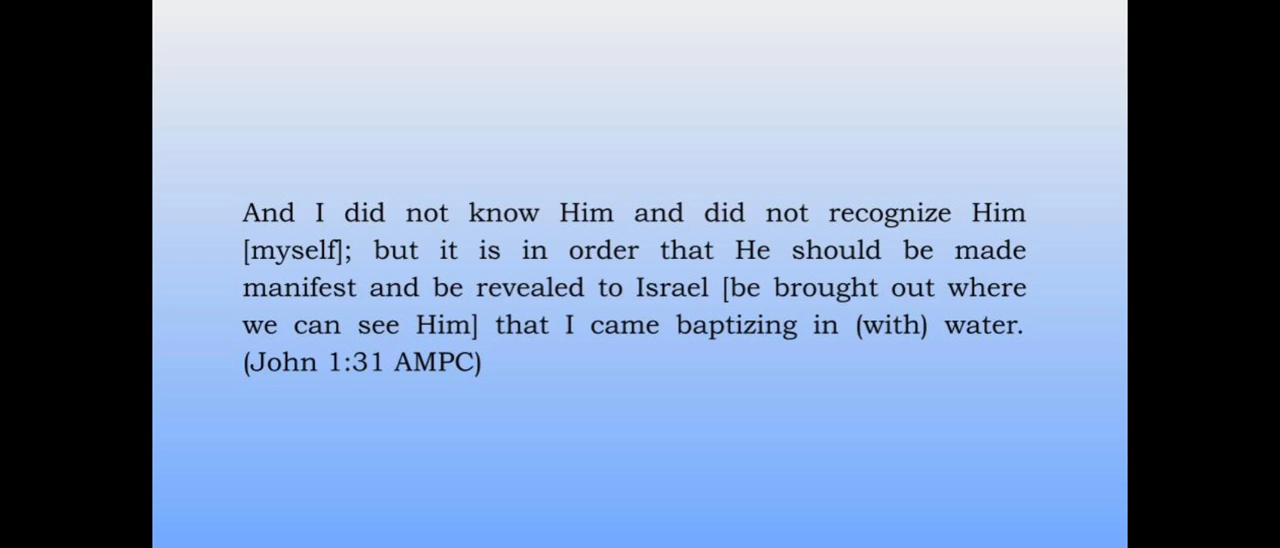 And I did not know Him and did not recognize Him
[myself]; but it is in order that He should be made
manifest and be revealed to Israel [be brought out where
we can see Him] that I came baptizing in (with) water.
(John 1:31 AMPC)